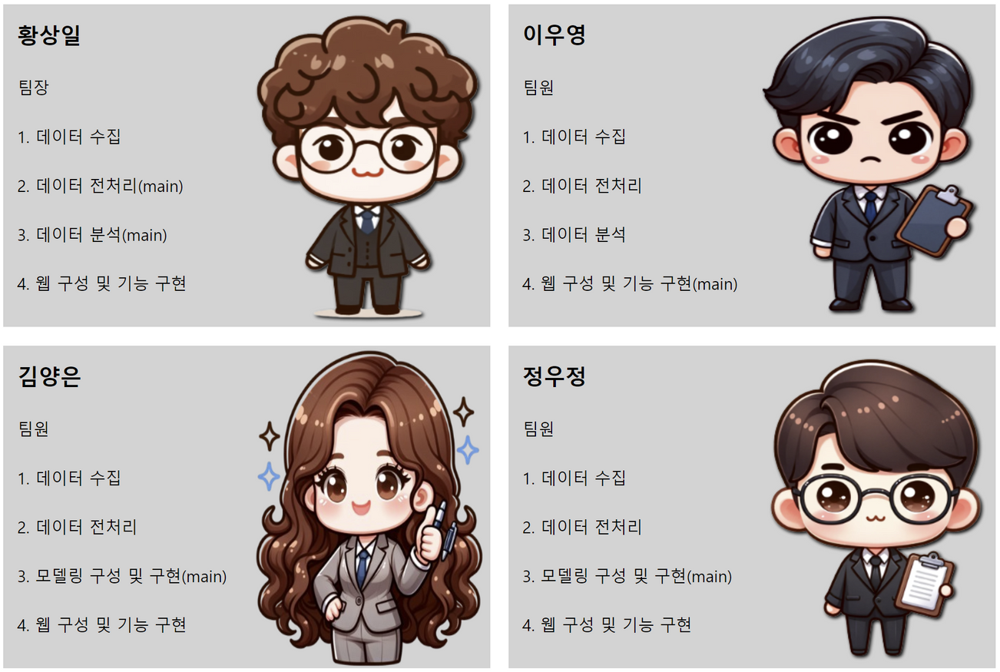 황상일
팀장
1. 데이터 수집
2. 데이터 전처리(main)
3. 데이터 분석(main)
4. 웹 구성 및 기능 구현
이우영
팀원
1. 데이터 수집
2. 데이터 전처리
3. 데이터 분석
4. 웹 구성 및 기능 구현(main)
김양은
팀원
1. 데이터 수집
2. 데이터 전처리
3. 모델링 구성 및 구현(main)
4. 웹 구성 및 기능 구현
정우정
팀원
1. 데이터 수집
2. 데이터 전처리
3. 모델링 구성 및 구현(main)
4. 웹 구성 및 기능 구현